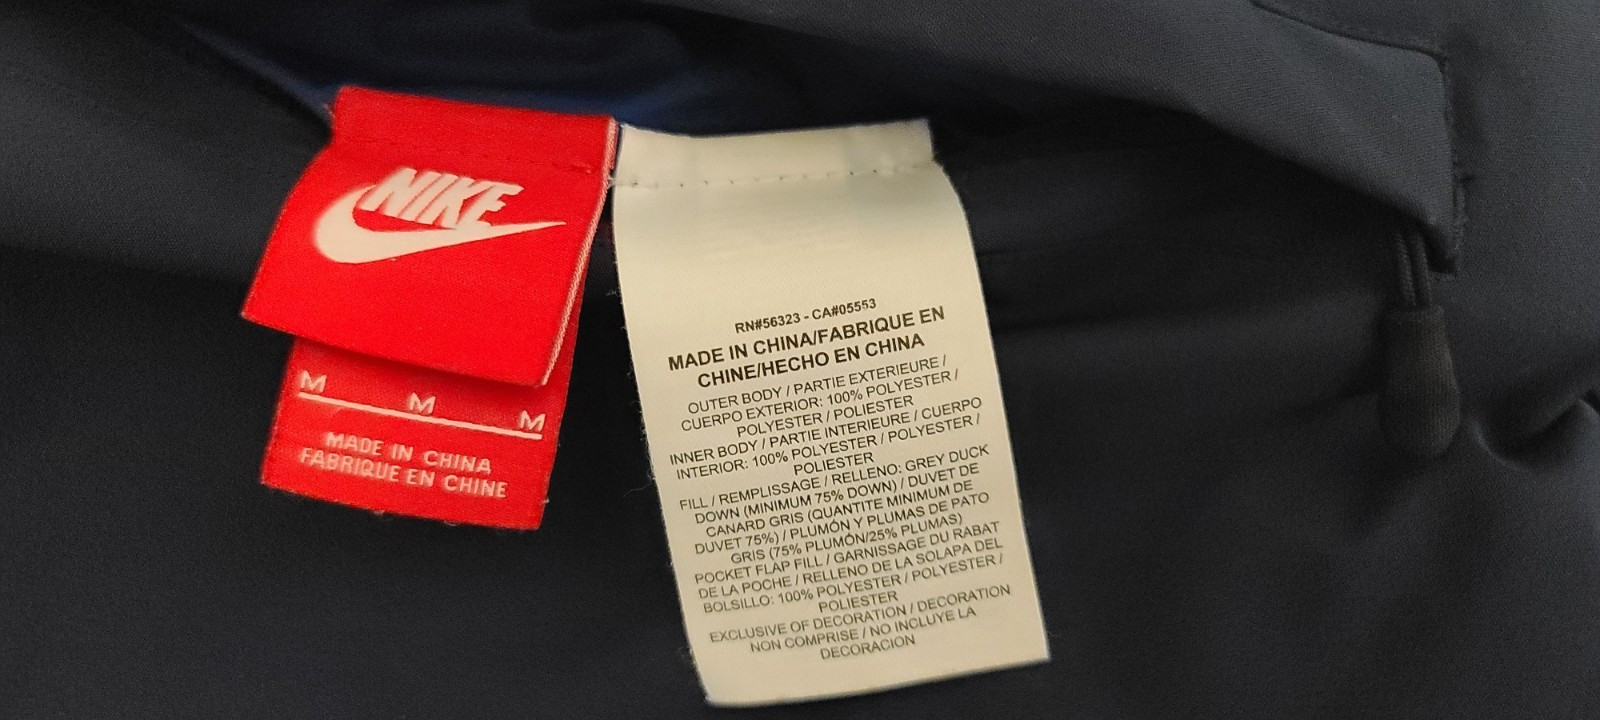 NIKE
M M M
MADE IN CHINA
FABRIQUE EN CHINE
RN#56323 - CA#05553
MADE IN CHINA/FABRIQUE EN
CHINE/HECHO EN CHINA
OUTER BODY / PARTIE EXTERIEURE /
CUERPO EXTERIOR: 100% POLYESTER /
POLYESTER / POLIESTER
INNER BODY / PARTIE INTERIEURE / CUERPO
INTERIOR: 100% POLYESTER / POLYESTER /
POLIESTER
FILL / REMPLISSAGE / RELLENO: GREY DUCK
DOWN (MINIMUM 75% DOWN) / DUVET DE
CANARD GRIS (QUANTITE MINIMUM DE
DUVET 75%) / PLUMÓN Y PLUMAS DE PATO
GRIS (75% PLUMÓN/25% PLUMAS)
POCKET FLAP FILL / GARNISSAGE DU RABAT
DE LA POCHE / RELLENO DE LA SOLAPA DEL
BOLSILLO: 100% POLYESTER / POLYESTER /
POLIESTER
EXCLUSIVE OF DECORATION / DECORATION
NON COMPRISE / NO INCLUYE LA
DECORACION